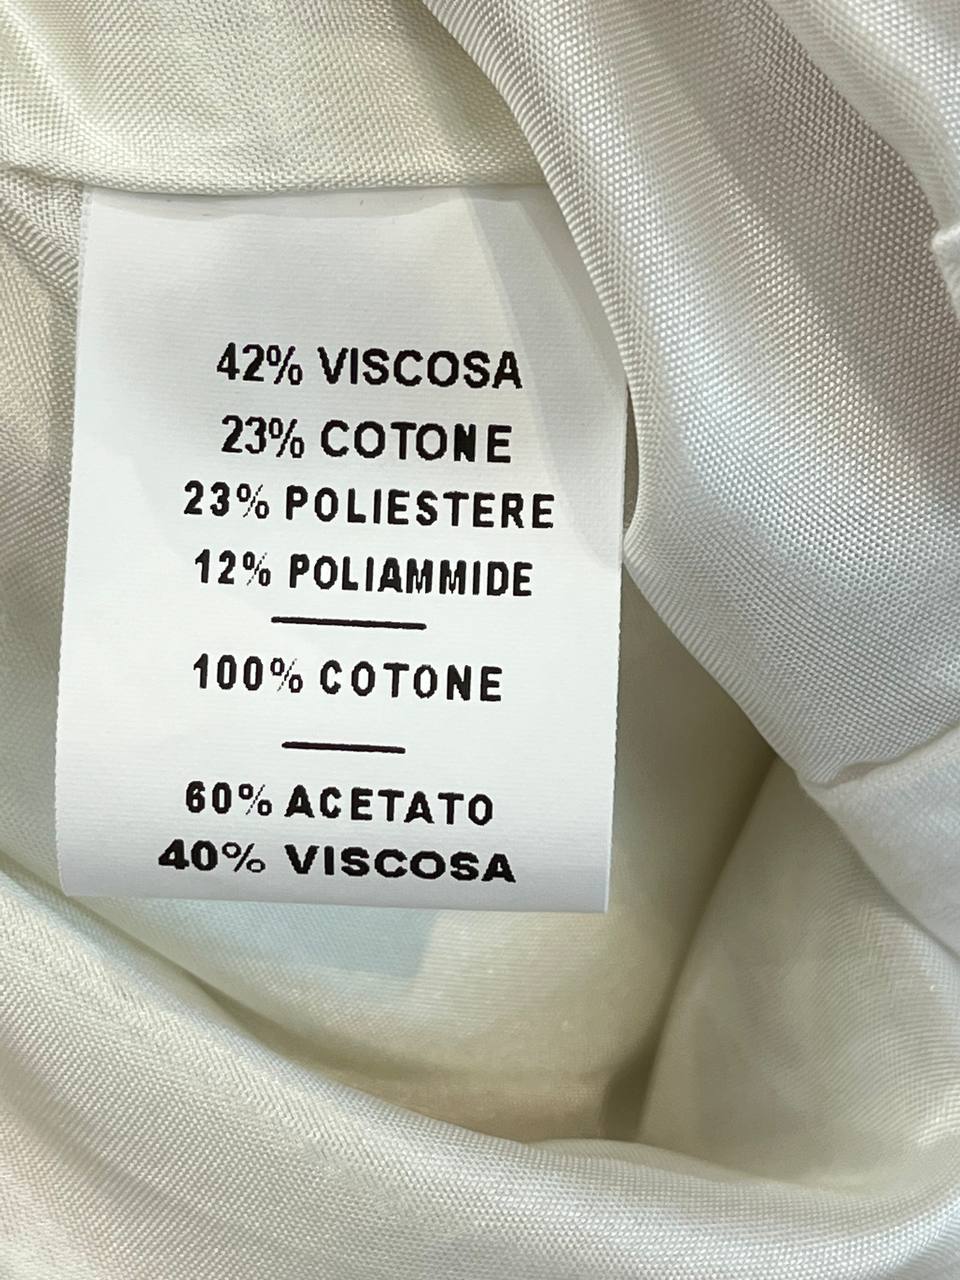 42% VISCOSA
23% COTONE
23% POLIESTERE
12% POLIAMMIDE
100% COTONE
60% ACETATO
40% VISCOSA